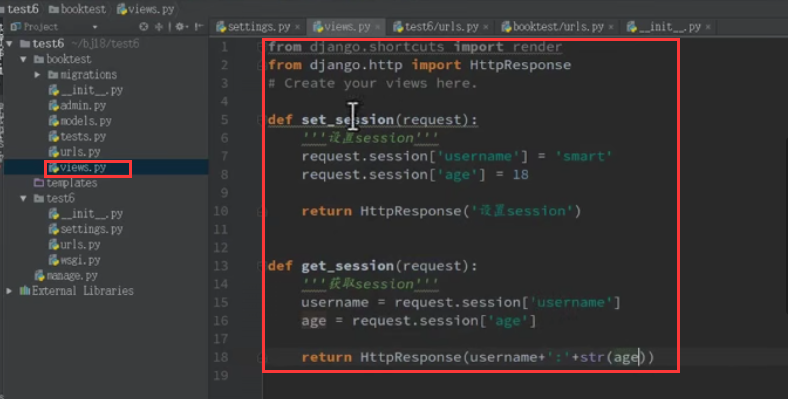 test6 booktest views.py
Project
settings.py views.py test6/urls.py booktest/urls.py __init__.py
test6 ~/bj18/test6
booktest
migrations
__init__.py
admin.py
models.py
tests.py
urls.py
views.py
templates
test6
__init__.py
settings.py
urls.py
wsgi.py
manage.py
External Libraries
1 from django.shortcuts import render
2 from django.http import HttpResponse
3 # Create your views here.
4
5 def set_session(request):
6 '''设置session'''
7 request.session['username'] = 'smart'
8 request.session['age'] = 18
9
10 return HttpResponse('设置session')
11
12
13 def get_session(request):
14 '''获取session'''
15 username = request.session['username']
16 age = request.session['age']
17
18 return HttpResponse(username+':'+str(age))
19